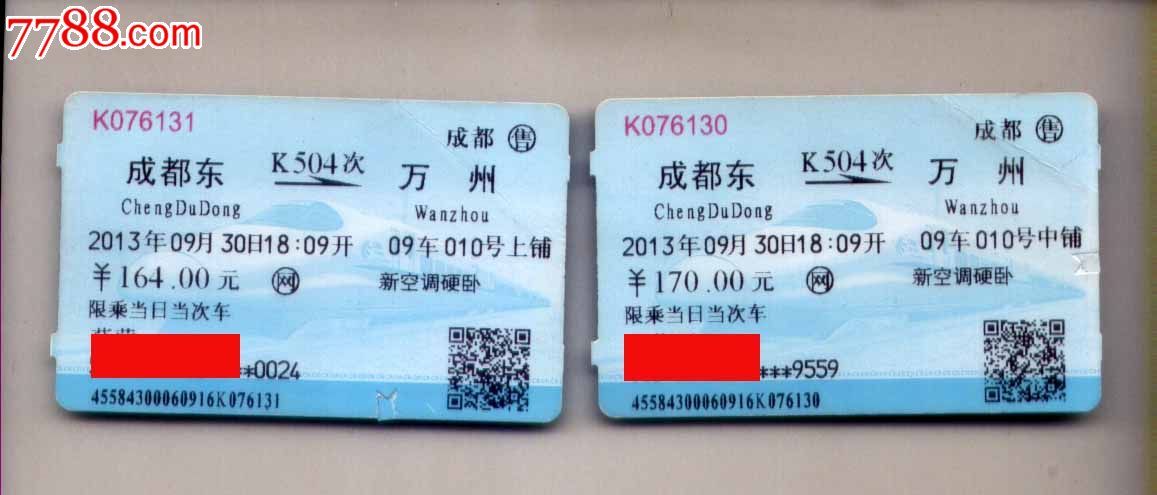 7788.com
K076131
成都 售
成都东 K504次 万州
ChengDuDong Wanzhou
2013年09月30日18:09开 09车010号上铺
￥164.00元 网 新空调硬卧
限乘当日当次车
**0024
45584300060916K076131
K076130
成都 售
成都东 K504次 万州
ChengDuDong Wanzhou
2013年09月30日18:09开 09车010号中铺
￥170.00元 网 新空调硬卧
限乘当日当次车
***9559
45584300060916K076130